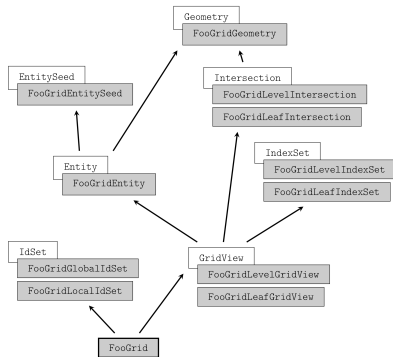 Geometry
FooGridGeometry
EntitySeed
FooGridEntitySeed
Intersection
FooGridLevelIntersection
FooGridLeafIntersection
Entity
FooGridEntity
IndexSet
FooGridLevelIndexSet
FooGridLeafIndexSet
IdSet
FooGridGlobalIdSet
FooGridLocalIdSet
GridView
FooGridLevelGridView
FooGridLeafGridView
FooGrid